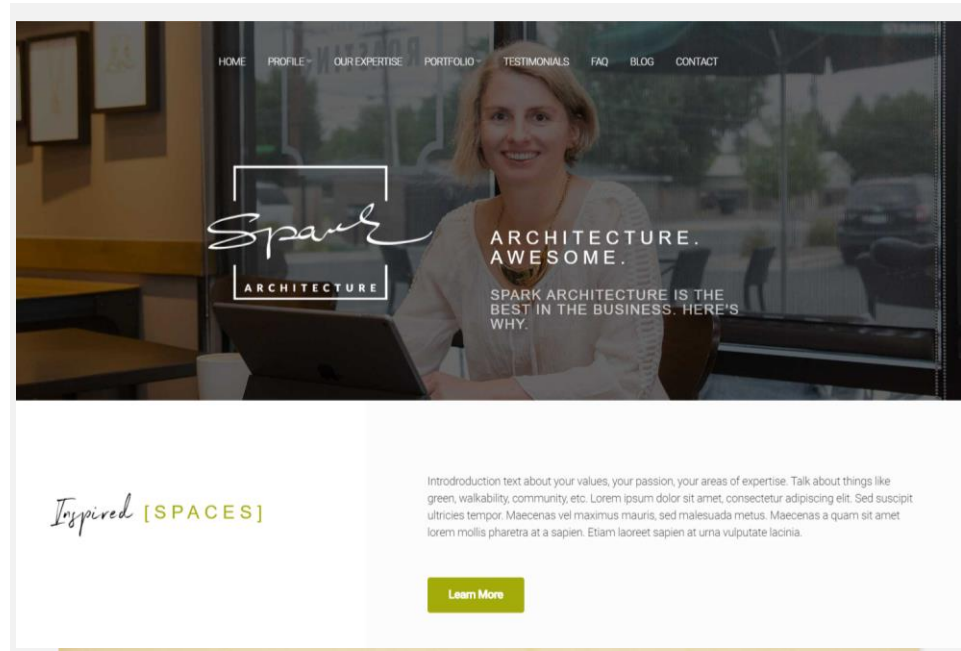 HOME PROFILE OUR EXPERTISE PORTFOLIO TESTIMONIALS FAQ BLOG CONTACT
Spark
ARCHITECTURE
ARCHITECTURE.
AWESOME.
SPARK ARCHITECTURE IS THE
BEST IN THE BUSINESS. HERE'S
WHY.
Inspired [SPACES]
Introdroduction text about your values, your passion, your areas of expertise. Talk about things like
green, walkability, community, etc. Lorem ipsum dolor sit amet, consectetur adipiscing elit. Sed suscipit
ultricies tempor. Maecenas vel maximus mauris, sed malesuada metus. Maecenas a quam sit amet
lorem mollis pharetra at a sapien. Etiam laoreet sapien at urna vulputate lacinia.
Learn More